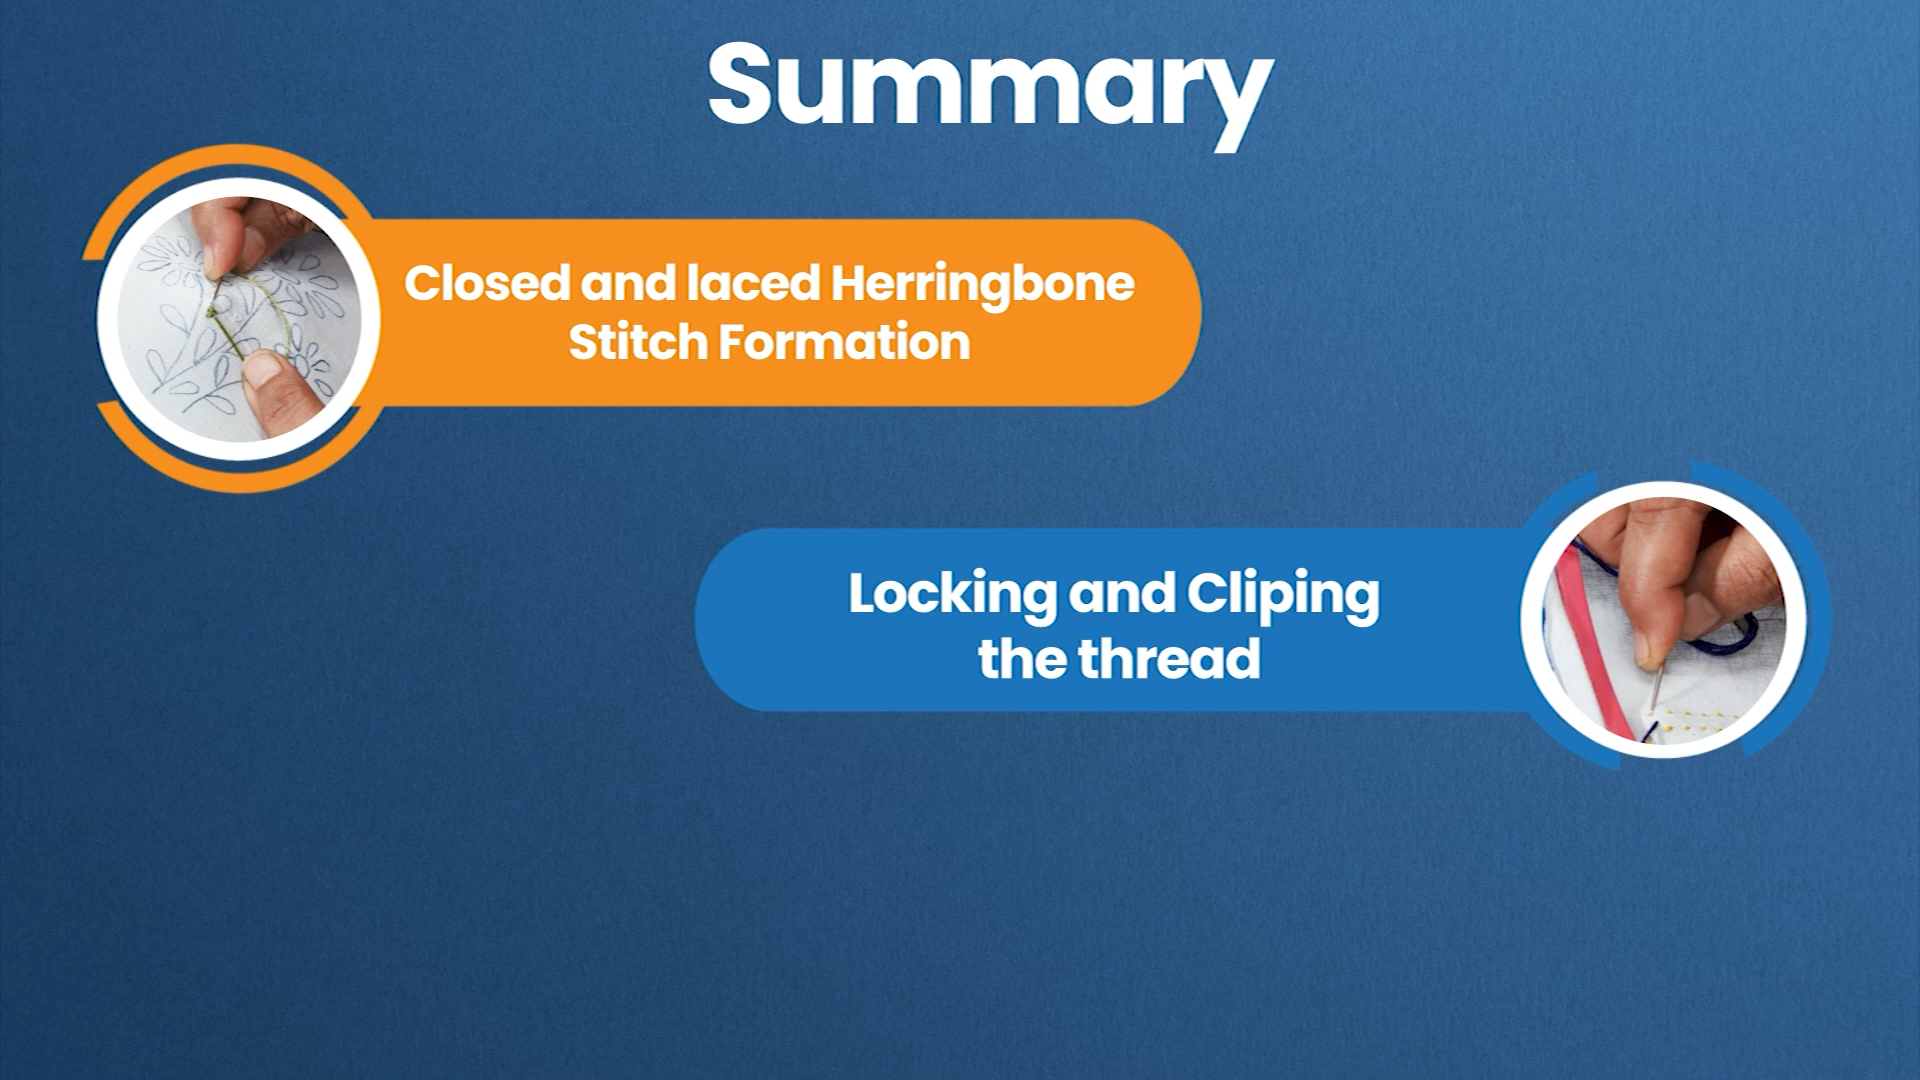 Summary
Closed and laced Herringbone
Stitch Formation
Locking and Cliping
the thread